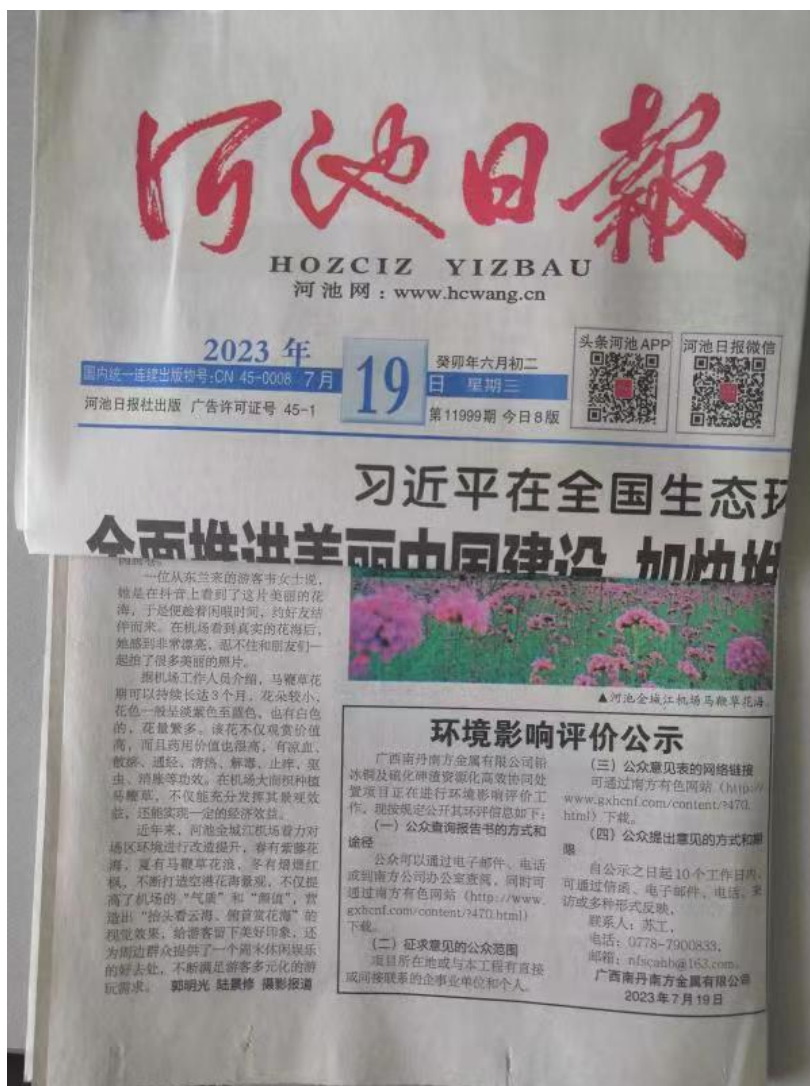 河池日報
HOZCIZ YIZBAU
河池网：www.hcwang.cn
2023 年
国内统一连续出版物号:CN 45-0008 7月
河池日报社出版 广告许可证号 45-1
19
癸卯年六月初二
日 星期三
第11999期 今日8版
头条河池APP
河池日报微信
习近平在全国生态环
全面推进美丽中国建设 加快推
一位从东兰来的游客韦女士说，
她是在抖音上看到了这片美丽的花
海，于是便趁着闲暇时间，约好友结
伴而来。在机场看到真实的花海后，
她感到非常漂亮，忍不住和朋友们一
起拍了很多美丽的照片。
据机场工作人员介绍，马鞭草花
期可以持续长达3个月，花朵较小，
花色一般呈淡紫色至蓝色，也有白色
的，花量繁多。该花不仅观赏价值
高，而且药用价值也很高，有凉血、
散瘀、通经、清热、解毒、止痒、驱
虫、消胀等功效。在机场大面积种植
马鞭草，不仅能充分发挥其景观效
益，还能实现一定的经济效益。
近年来，河池金城江机场着力对
场区环境进行改造提升，春有紫藤花
海，夏有马鞭草花浪，冬有熠熠红
枫，不断打造空港花海景观，不仅提
高了机场的“气质”和“颜值”，营
造出“抬头看云海、俯首赏花海”的
视觉效果，给游客留下美好印象，还
为周边群众提供了一个周末休闲娱乐
的好去处，不断满足游客多元化的游
玩需求。 郭明光 陆景修 摄影报道
▲河池金城江机场马鞭草花海。
环境影响评价公示
广西南丹南方金属有限公司铅
冰铜及硫化砷渣资源化高效协同处
置项目正在进行环境影响评价工
作，现按规定公开其环评信息如下：
（一）公众查阅报告书的方式和
途径
公众可以通过电子邮件、电话
或到南方公司办公室查阅，同时可
通过南方有色网站（http://www.
gxhcnf.com/content/?470.html）
下载。
（二）征求意见的公众范围
项目所在地或与本工程有直接
或间接联系的企事业单位和个人。
（三）公众意见表的网络链接
可通过南方有色网站（http://
www.gxhcnf.com/content/?470.
html）下载。
（四）公众提出意见的方式和期
限
自公示之日起10个工作日内，
可通过信函、电子邮件、电话、来
访或多种形式反映，
联系人：苏工，
电话：0778-7900833，
邮箱：nfscahb@163.com。
广西南丹南方金属有限公司
2023年7月19日